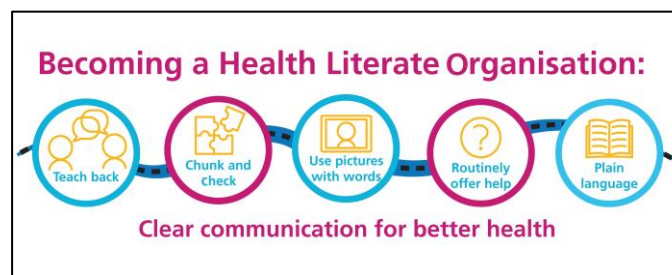 Becoming a Health Literate Organisation:
Teach back
Chunk and
Check
Use pictures
with words
Routinely
offer help
Plain
language
Clear communication for better health